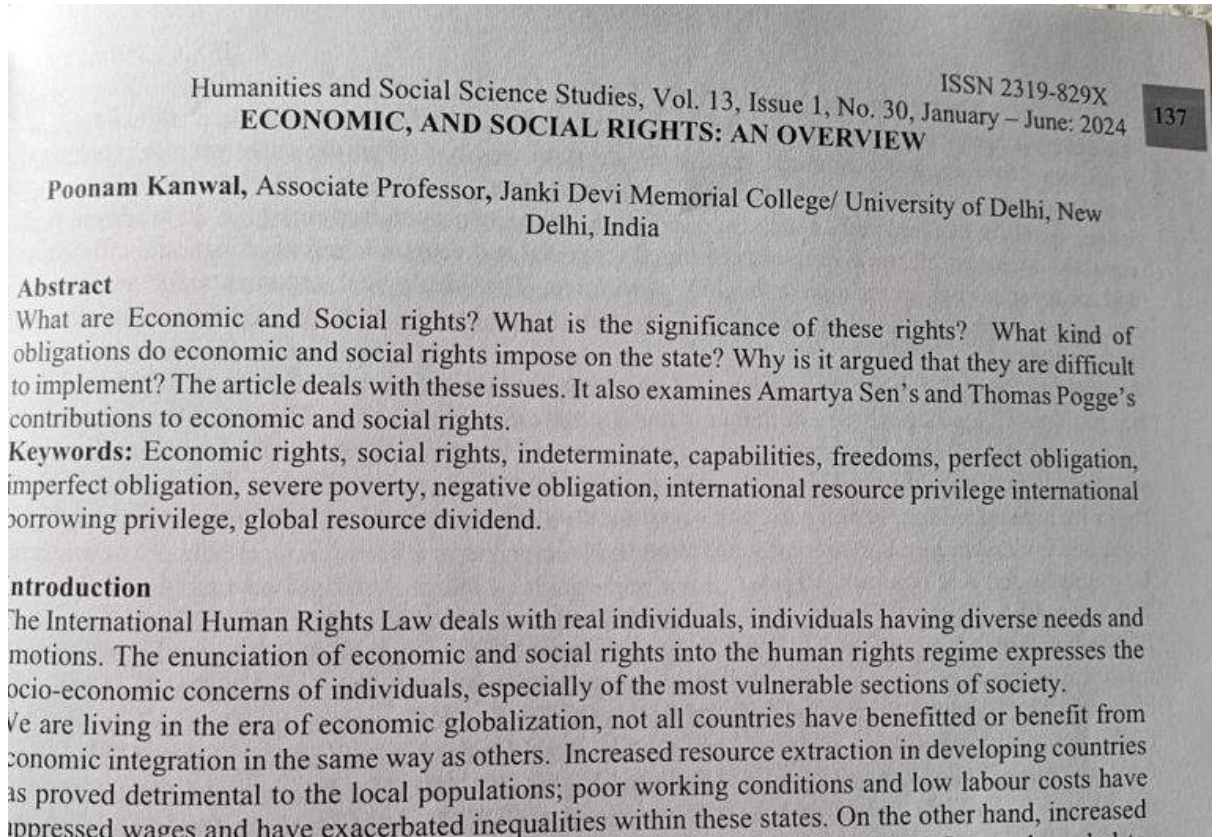 ISSN 2319-829X
Humanities and Social Science Studies, Vol. 13, Issue 1, No. 30, January – June: 2024
137
ECONOMIC, AND SOCIAL RIGHTS: AN OVERVIEW
Poonam Kanwal, Associate Professor, Janki Devi Memorial College/ University of Delhi, New
Delhi, India
Abstract
What are Economic and Social rights? What is the significance of these rights? What kind of
obligations do economic and social rights impose on the state? Why is it argued that they are difficult
to implement? The article deals with these issues. It also examines Amartya Sen's and Thomas Pogge's
contributions to economic and social rights.
Keywords: Economic rights, social rights, indeterminate, capabilities, freedoms, perfect obligation,
imperfect obligation, severe poverty, negative obligation, international resource privilege international
borrowing privilege, global resource dividend.
ntroduction
The International Human Rights Law deals with real individuals, individuals having diverse needs and
motions. The enunciation of economic and social rights into the human rights regime expresses the
ocio-economic concerns of individuals, especially of the most vulnerable sections of society.
We are living in the era of economic globalization, not all countries have benefitted or benefit from
conomic integration in the same way as others. Increased resource extraction in developing countries
as proved detrimental to the local populations; poor working conditions and low labour costs have
uppressed wages and have exacerbated inequalities within these states. On the other hand, increased